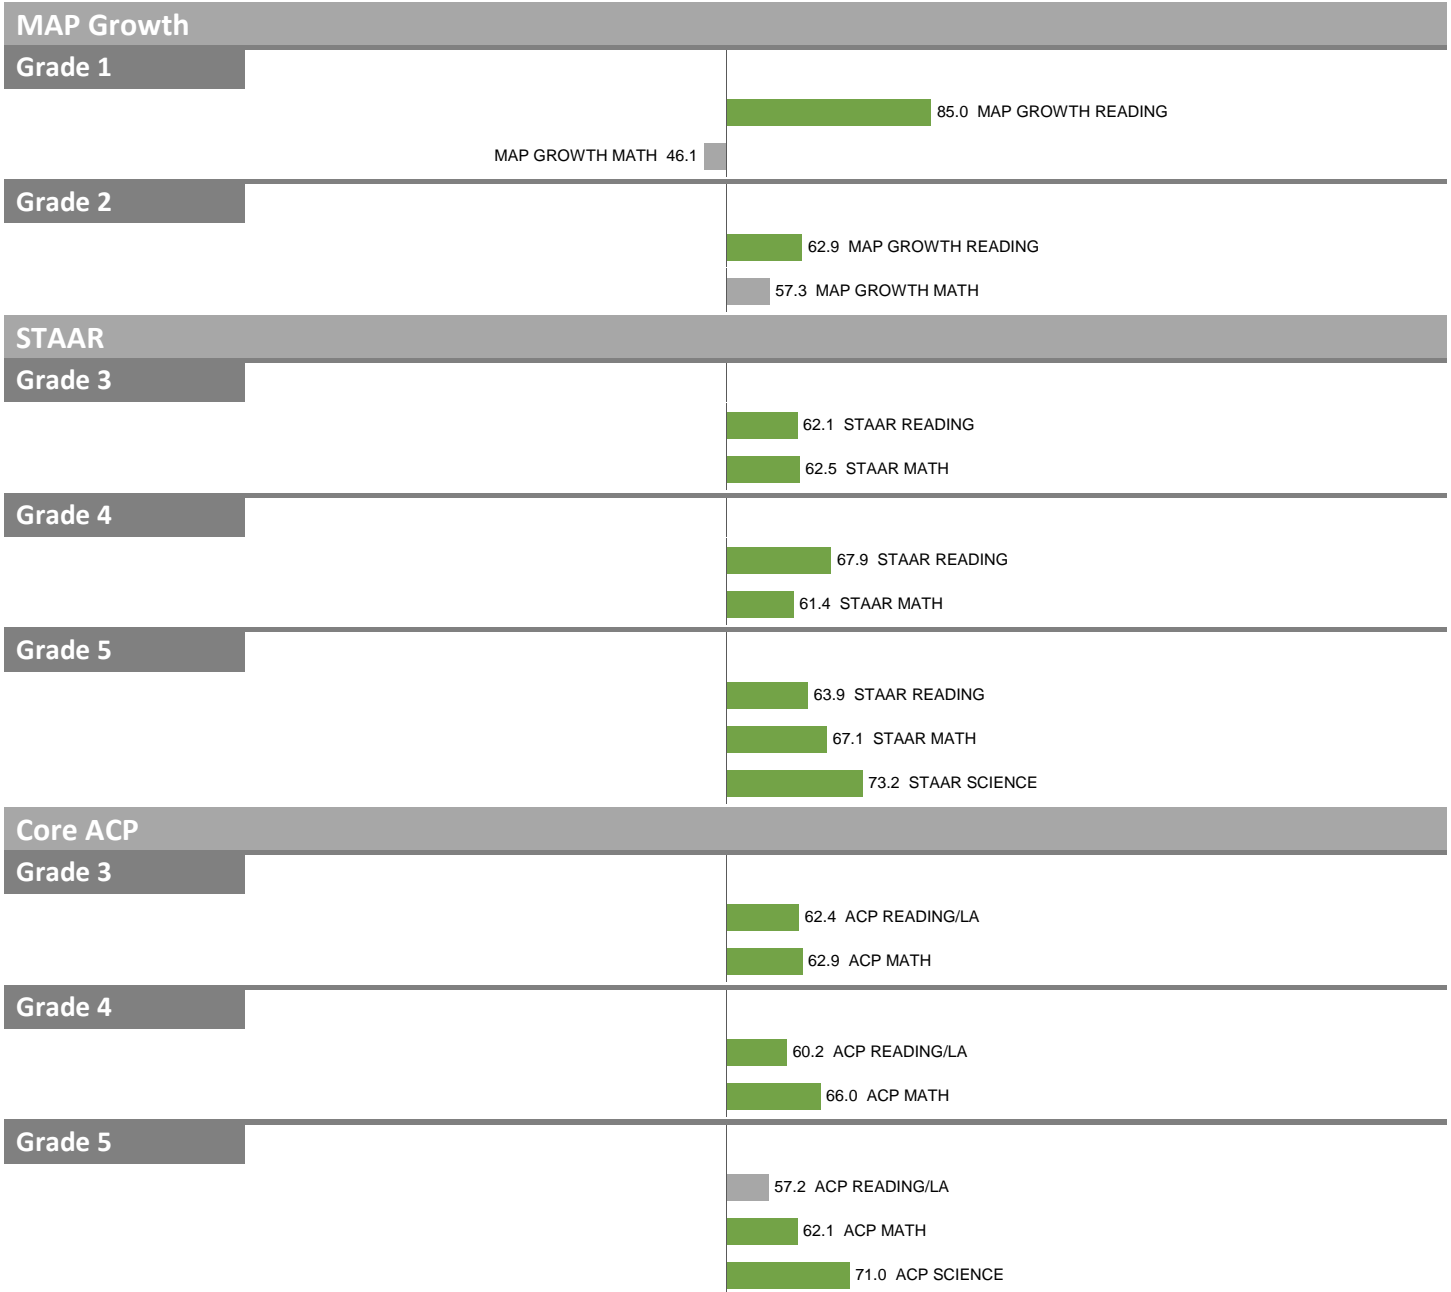 MAP Growth
Grade 1
85.0 MAP GROWTH READING
MAP GROWTH MATH 46.1
Grade 2
62.9 MAP GROWTH READING
57.3 MAP GROWTH MATH
STAAR
Grade 3
62.1 STAAR READING
62.5 STAAR MATH
Grade 4
67.9 STAAR READING
61.4 STAAR MATH
Grade 5
63.9 STAAR READING
67.1 STAAR MATH
73.2 STAAR SCIENCE
Core ACP
Grade 3
62.4 ACP READING/LA
62.9 ACP MATH
Grade 4
60.2 ACP READING/LA
66.0 ACP MATH
Grade 5
57.2 ACP READING/LA
62.1 ACP MATH
71.0 ACP SCIENCE